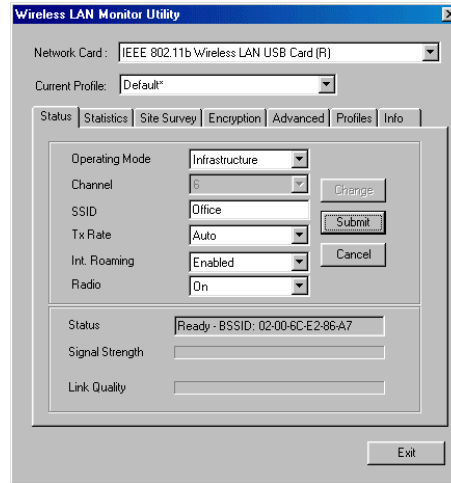 Wireless LAN Monitor Utility
Network Card : IEEE 802.11b Wireless LAN USB Card (R)
Current Profile: Default*
Status Statistics Site Survey Encryption Advanced Profiles Info
Operating Mode Infrastructure
Channel 6 Change
SSID Office
Submit
Tx Rate Auto
Cancel
Int. Roaming Enabled
Radio On
Status Ready - BSSID: 02-00-6C-E2-86-A7
Signal Strength
Link Quality
Exit